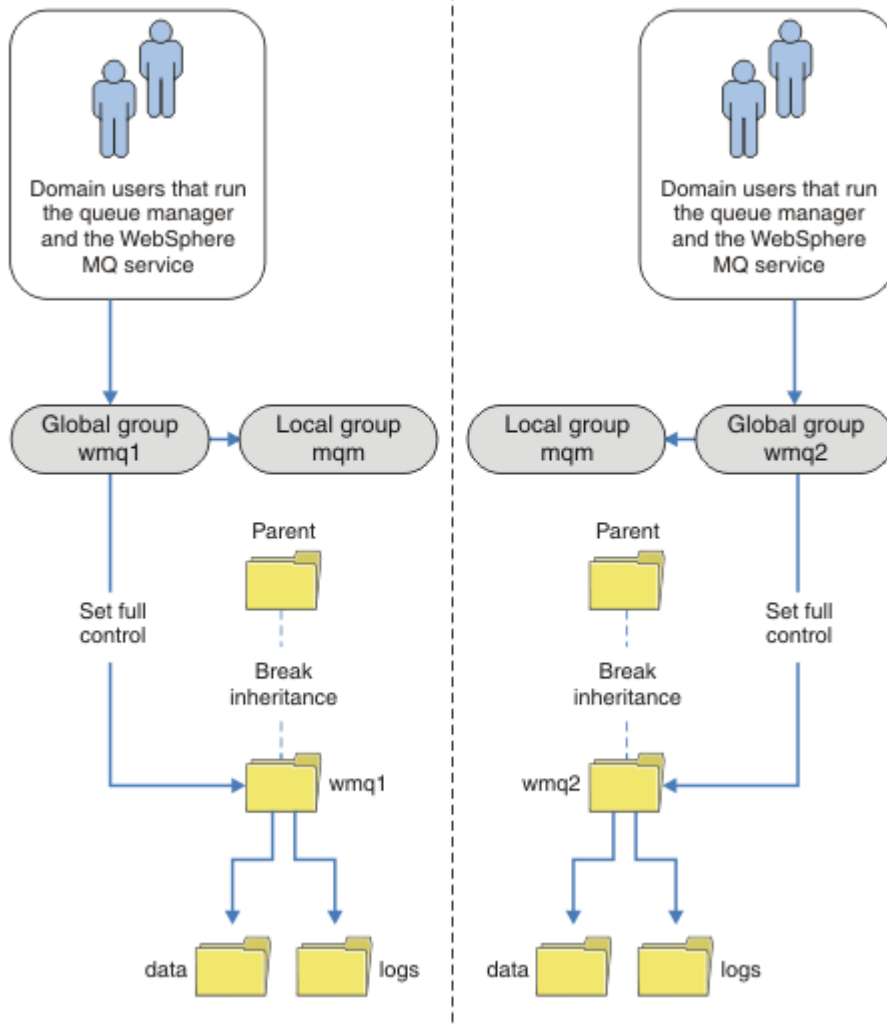 Domain users that run
the queue manager
and the WebSphere
MQ service
Global group
wmq1
Local group
mqm
Parent
Set full
control
Break
inheritance
wmq1
data
logs
Domain users that run
the queue manager
and the WebSphere
MQ service
Local group
mqm
Global group
wmq2
Parent
Set full
control
Break
inheritance
wmq2
data
logs